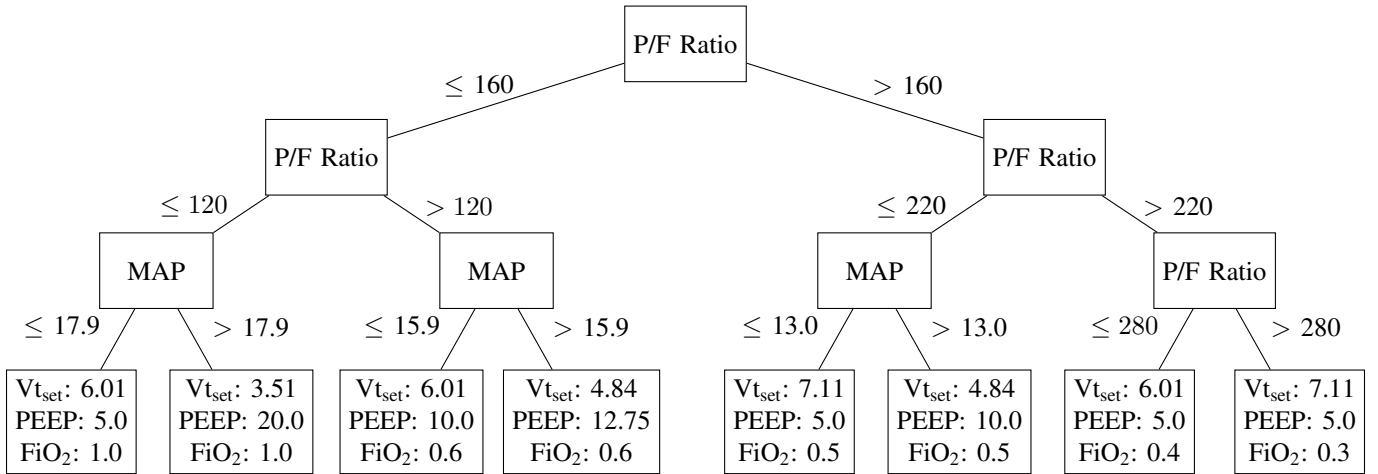 P/F Ratio
≤ 160
> 160
P/F Ratio
P/F Ratio
≤ 120
> 120
≤ 220
> 220
MAP
MAP
MAP
P/F Ratio
≤ 17.9
> 17.9
≤ 15.9
> 15.9
≤ 13.0
> 13.0
≤ 280
> 280
Vtset: 6.01
PEEP: 5.0
FiO2: 1.0
Vtset: 3.51
PEEP: 20.0
FiO2: 1.0
Vtset: 6.01
PEEP: 10.0
FiO2: 0.6
Vtset: 4.84
PEEP: 12.75
FiO2: 0.6
Vtset: 7.11
PEEP: 5.0
FiO2: 0.5
Vtset: 4.84
PEEP: 10.0
FiO2: 0.5
Vtset: 6.01
PEEP: 5.0
FiO2: 0.4
Vtset: 7.11
PEEP: 5.0
FiO2: 0.3